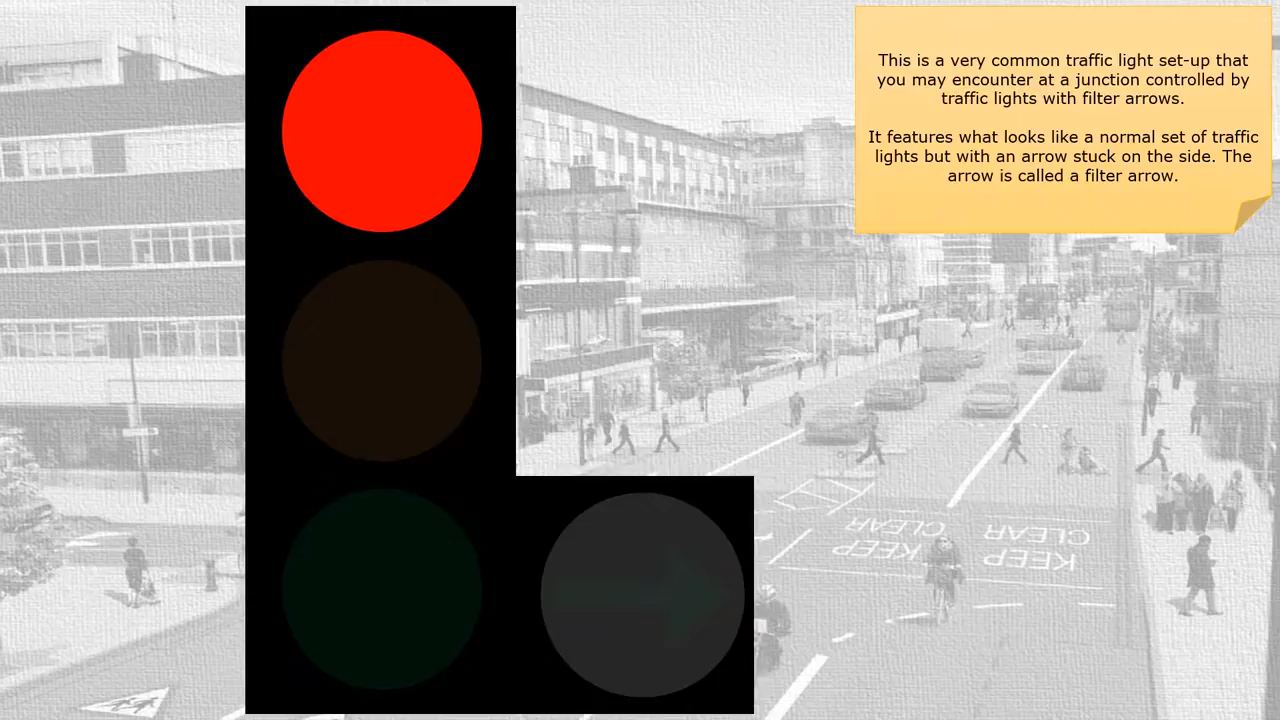 This is a very common traffic light set-up that
you may encounter at a junction controlled by
traffic lights with filter arrows.
It features what looks like a normal set of traffic
lights but with an arrow stuck on the side. The
arrow is called a filter arrow.
KEEP CLEAR
KEEP CLEAR